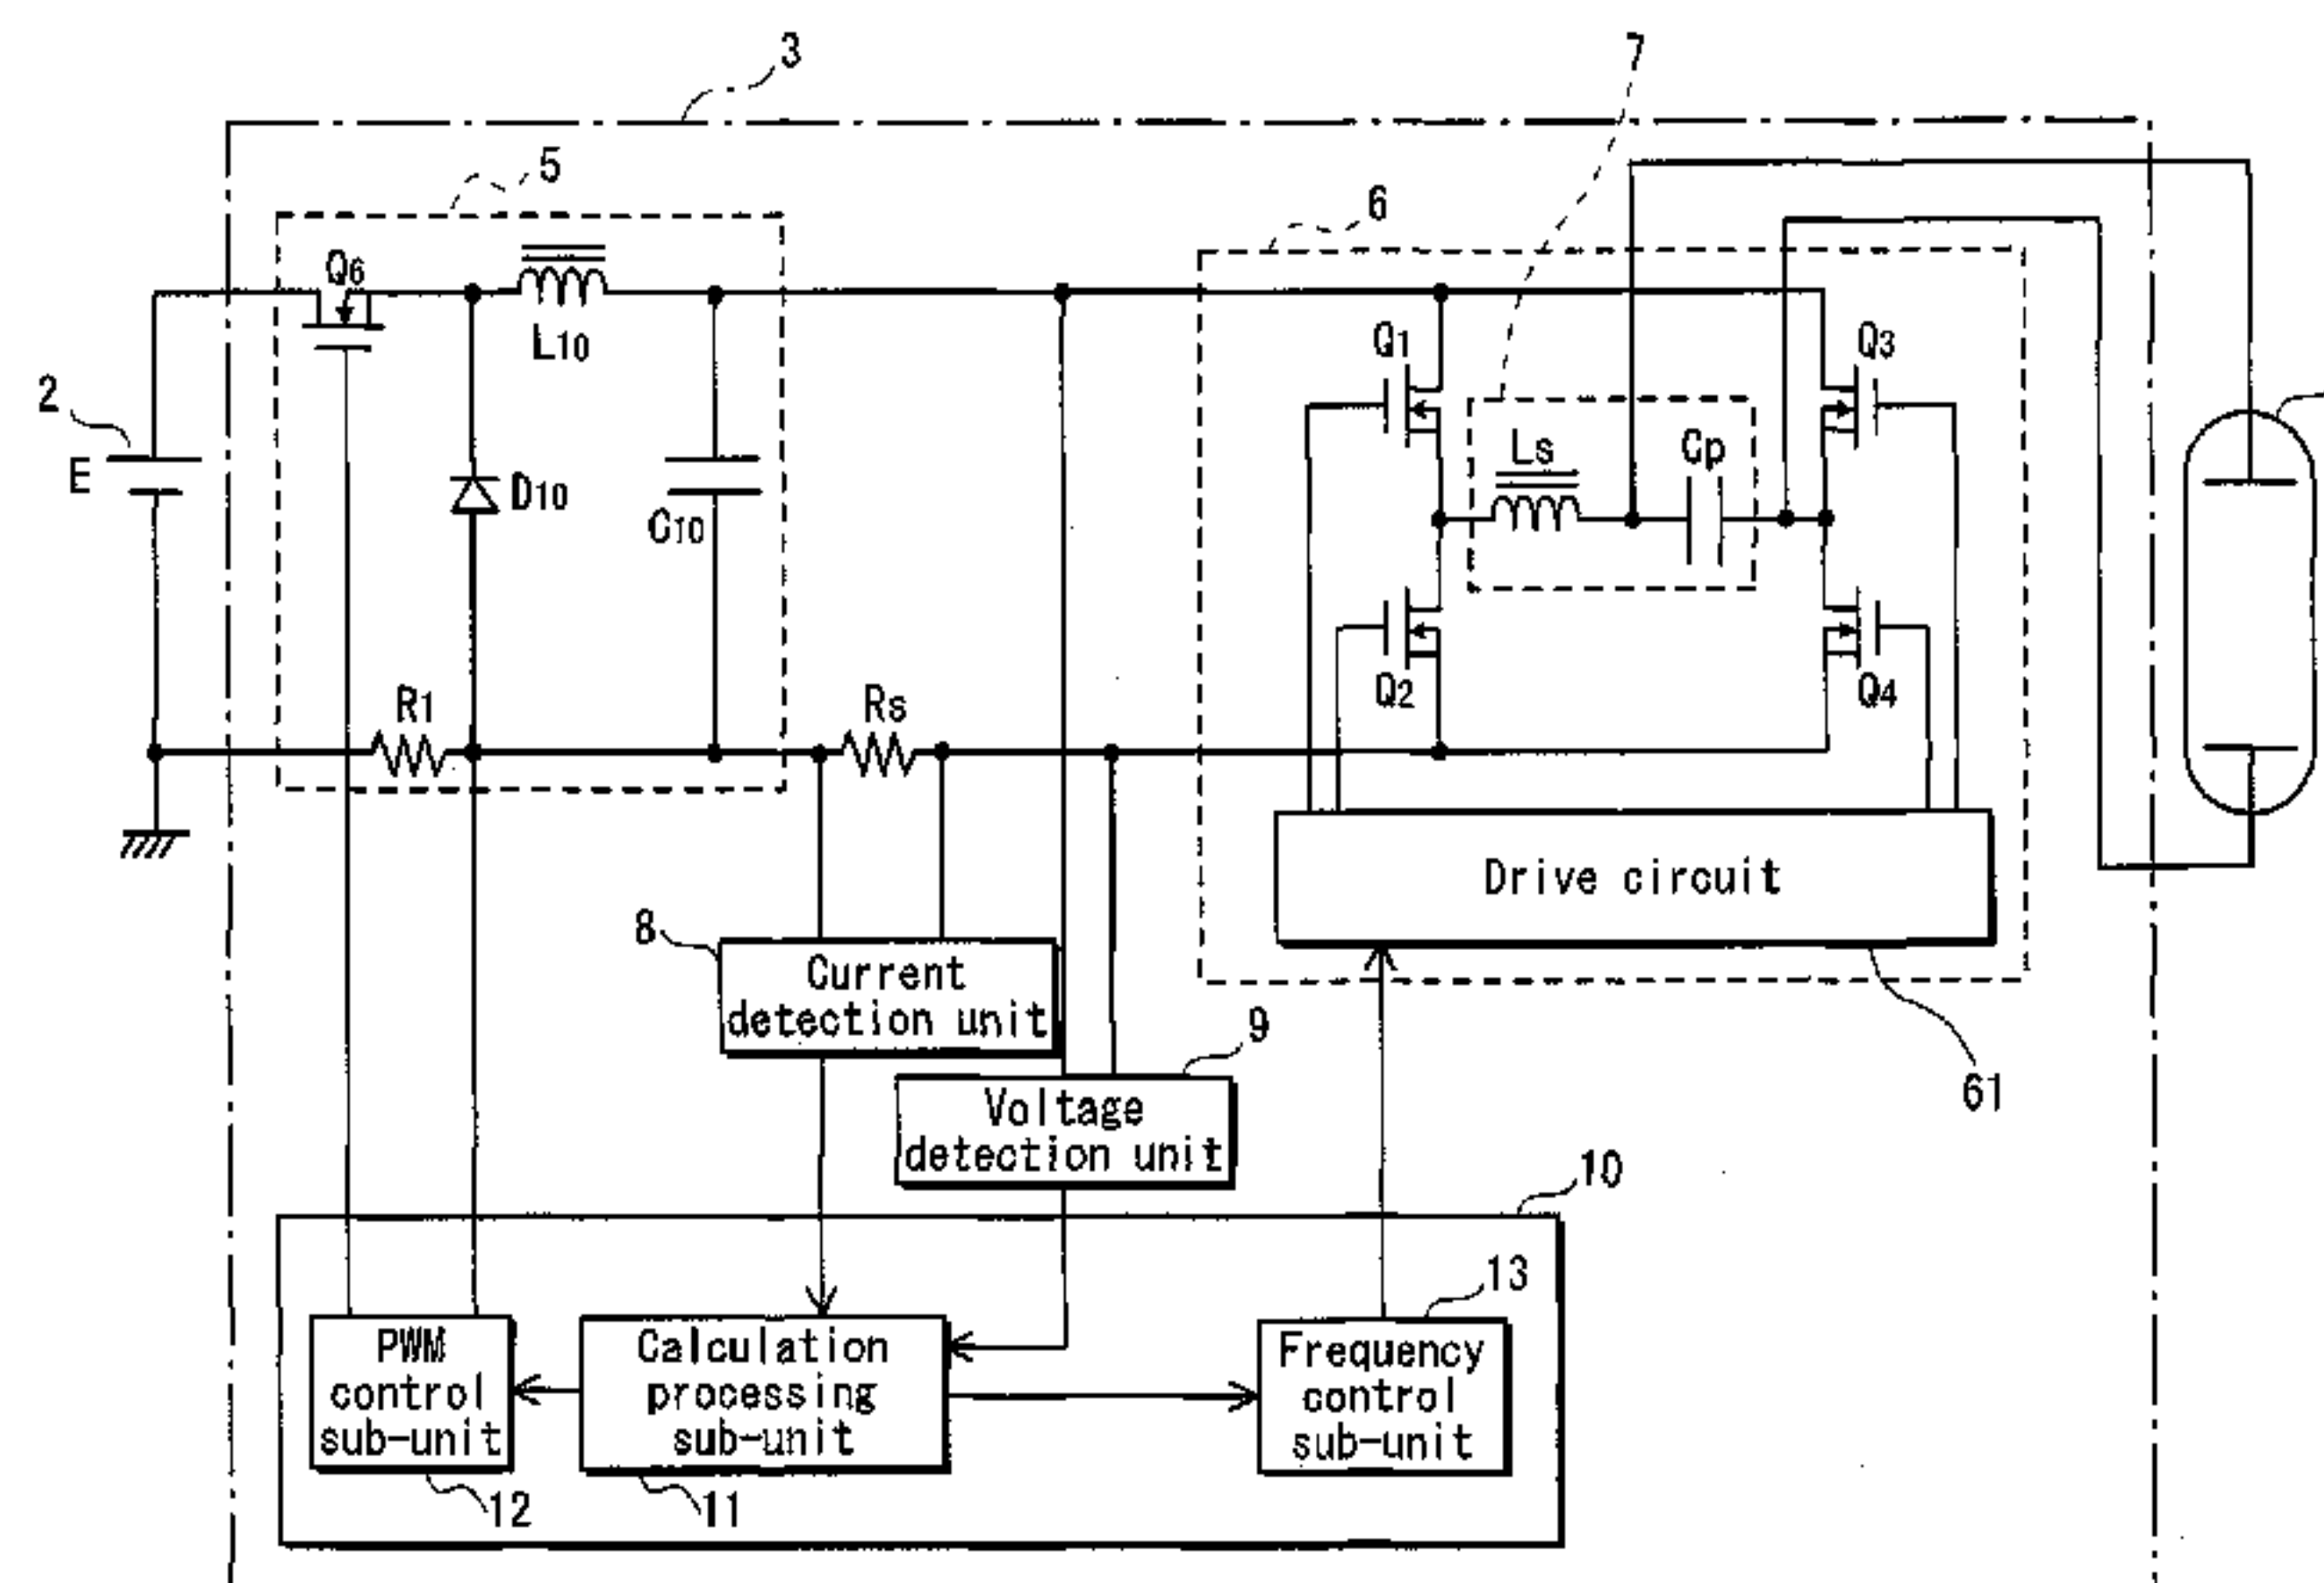 3
7
5
6
Q6
L10
Q1
Q3
2
E
D10
C10
Ls
Cp
R1
Rs
Q2
Q4
Drive circuit
8
Current
detection unit
9
61
Voltage
detection unit
10
13
PWM
control
sub-unit
Calculation
processing
sub-unit
Frequency
control
sub-unit
12
11